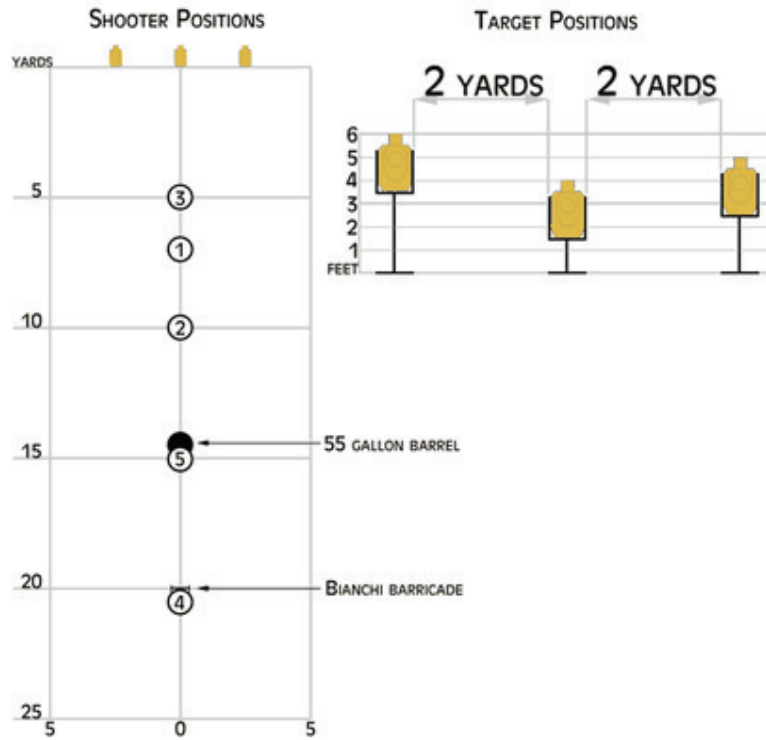 SHOOTER POSITIONS
YARDS
5
3
1
10
2
55 GALLON BARREL
15
5
20
BIANCHI BARRICADE
4
25
5 0 5
TARGET POSITIONS
2 YARDS 2 YARDS
6
5
4
3
2
1
FEET